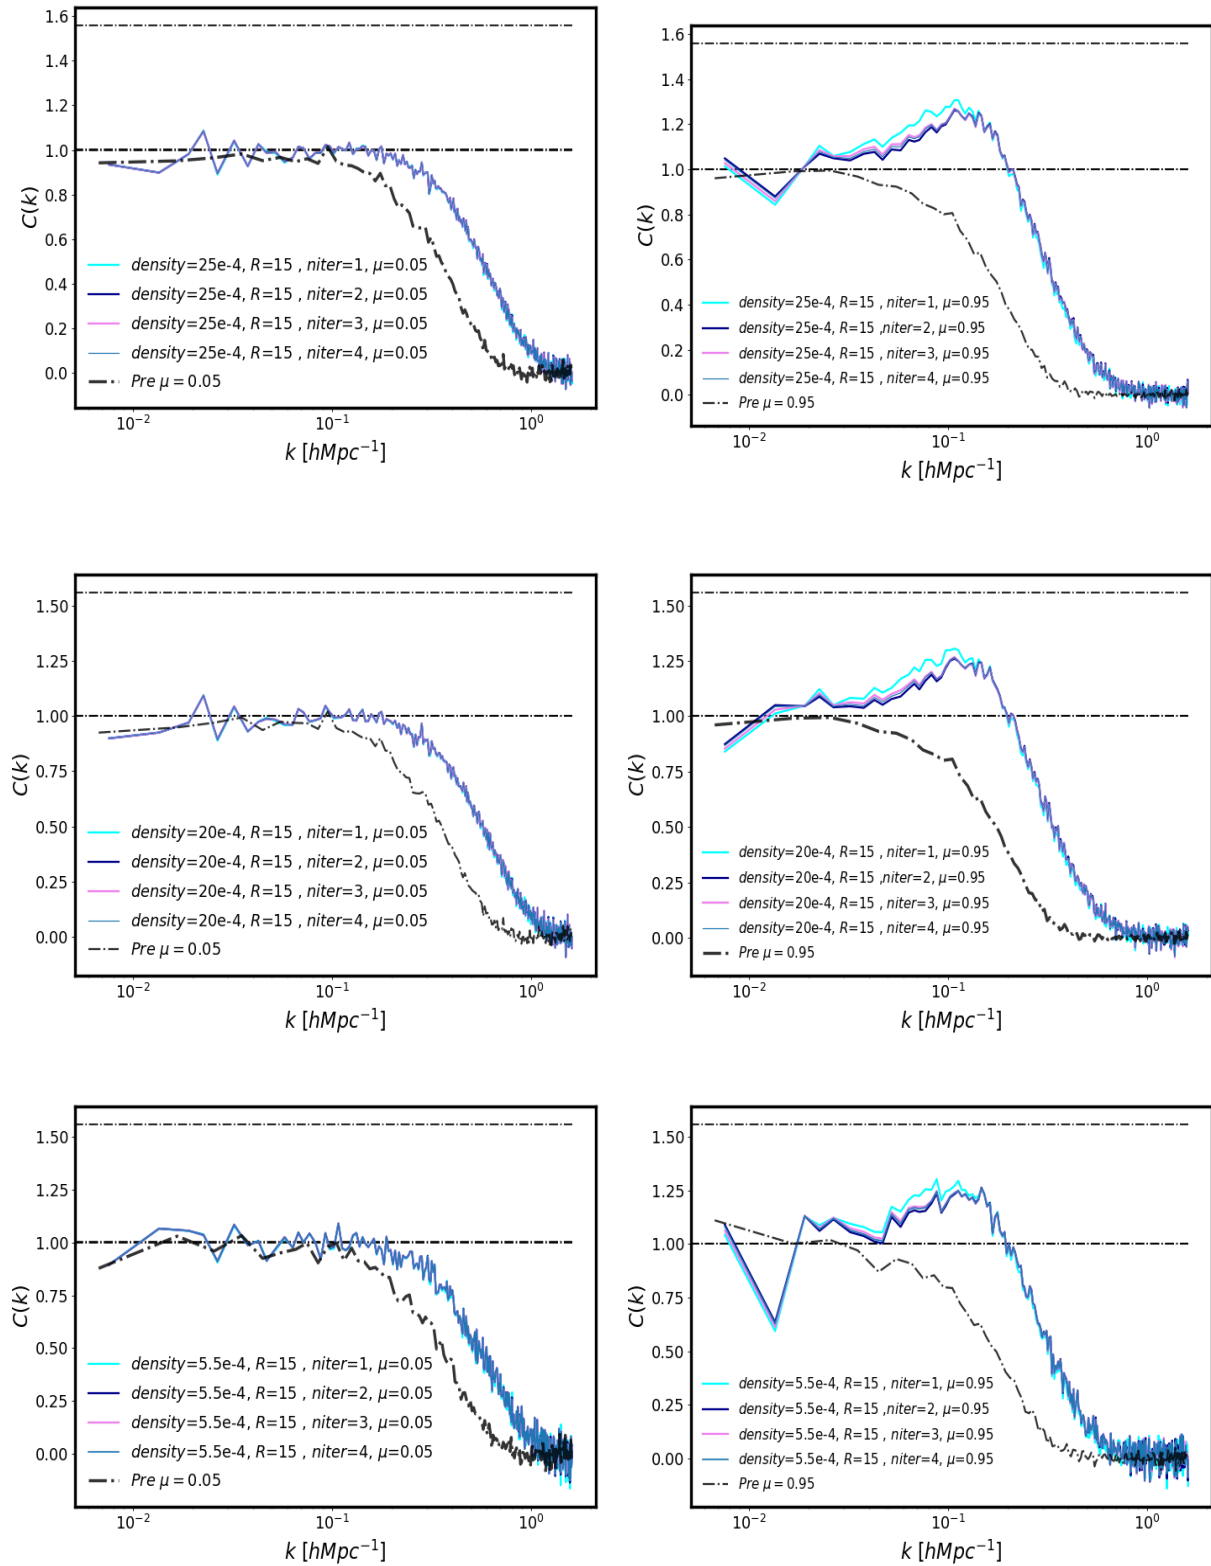 1.6
1.4
1.2
1.0
0.8
0.6
0.4
0.2
0.0
C(k)
density=25e-4, R=15 , niter=1, μ=0.05
density=25e-4, R=15 , niter=2, μ=0.05
density=25e-4, R=15 , niter=3, μ=0.05
density=25e-4, R=15 , niter=4, μ=0.05
Pre μ = 0.05
10⁻² 10⁻¹ 10⁰
k [hMpc⁻¹]
1.6
1.4
1.2
1.0
0.8
0.6
0.4
0.2
0.0
C(k)
density=25e-4, R=15 , niter=1, μ=0.95
density=25e-4, R=15 ,niter=2, μ=0.95
density=25e-4, R=15 , niter=3, μ=0.95
density=25e-4, R=15 , niter=4, μ=0.95
Pre μ = 0.95
10⁻² 10⁻¹ 10⁰
k [hMpc⁻¹]
1.50
1.25
1.00
0.75
0.50
0.25
0.00
C(k)
density=20e-4, R=15 , niter=1, μ=0.05
density=20e-4, R=15 , niter=2, μ=0.05
density=20e-4, R=15 , niter=3, μ=0.05
density=20e-4, R=15 , niter=4, μ=0.05
Pre μ = 0.05
10⁻² 10⁻¹ 10⁰
k [hMpc⁻¹]
1.50
1.25
1.00
0.75
0.50
0.25
0.00
C(k)
density=20e-4, R=15 , niter=1, μ=0.95
density=20e-4, R=15 ,niter=2, μ=0.95
density=20e-4, R=15 , niter=3, μ=0.95
density=20e-4, R=15 , niter=4, μ=0.95
Pre μ = 0.95
10⁻² 10⁻¹ 10⁰
k [hMpc⁻¹]
1.50
1.25
1.00
0.75
0.50
0.25
0.00
C(k)
density=5.5e-4, R=15 , niter=1, μ=0.05
density=5.5e-4, R=15 , niter=2, μ=0.05
density=5.5e-4, R=15 , niter=3, μ=0.05
density=5.5e-4, R=15 , niter=4, μ=0.05
Pre μ = 0.05
10⁻² 10⁻¹ 10⁰
k [hMpc⁻¹]
1.50
1.25
1.00
0.75
0.50
0.25
0.00
C(k)
density=5.5e-4, R=15 , niter=1, μ=0.95
density=5.5e-4, R=15 ,niter=2, μ=0.95
density=5.5e-4, R=15 , niter=3, μ=0.95
density=5.5e-4, R=15 , niter=4, μ=0.95
Pre μ = 0.95
10⁻² 10⁻¹ 10⁰
k [hMpc⁻¹]